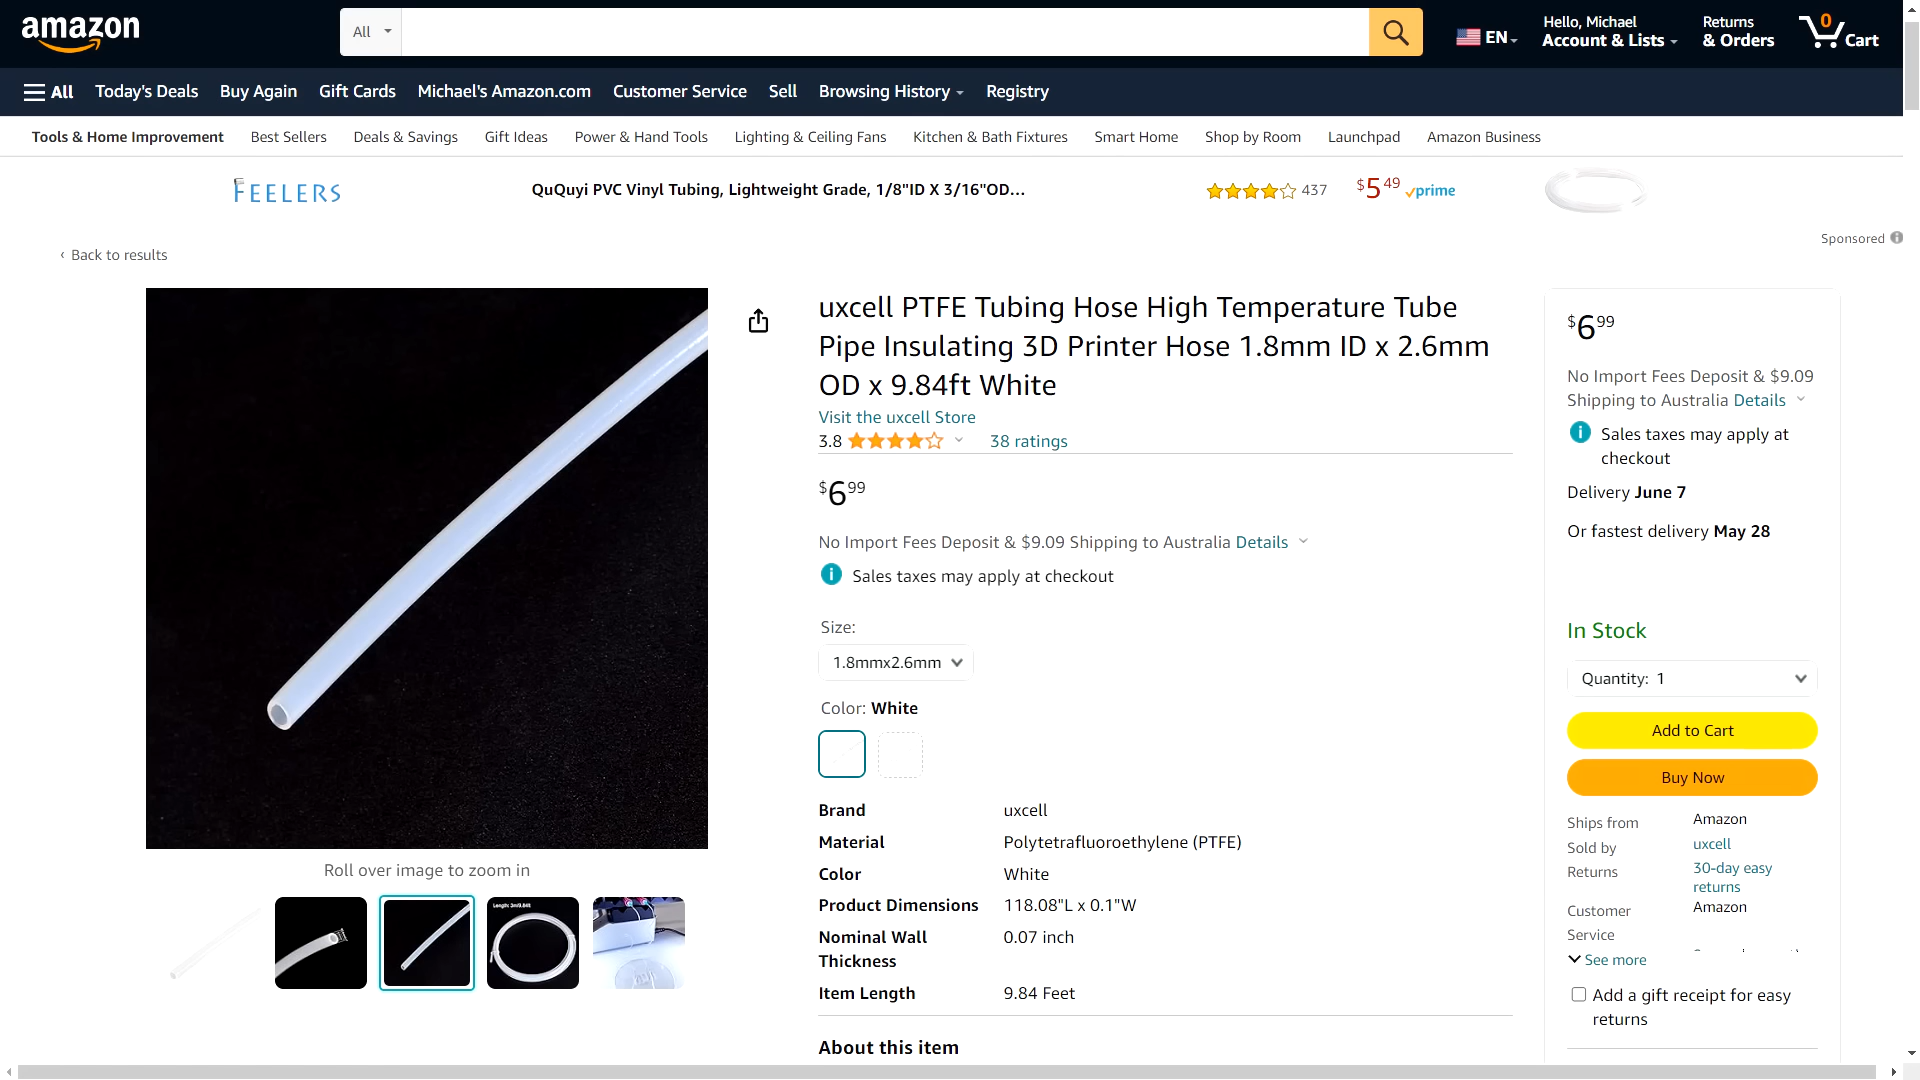 amazon
All
EN
Hello, Michael
Account & Lists
Returns
& Orders
0
Cart
All
Today's Deals
Buy Again
Gift Cards
Michael's Amazon.com
Customer Service
Sell
Browsing History
Registry
Tools & Home Improvement
Best Sellers
Deals & Savings
Gift Ideas
Power & Hand Tools
Lighting & Ceiling Fans
Kitchen & Bath Fixtures
Smart Home
Shop by Room
Launchpad
Amazon Business
FEELERS
QuQuyi PVC Vinyl Tubing, Lightweight Grade, 1/8"ID X 3/16"OD...
437
$5 49
prime
Sponsored
‹ Back to results
uxcell PTFE Tubing Hose High Temperature Tube
Pipe Insulating 3D Printer Hose 1.8mm ID x 2.6mm
OD x 9.84ft White
Visit the uxcell Store
3.8
38 ratings
$6 99
No Import Fees Deposit & $9.09 Shipping to Australia Details
Sales taxes may apply at checkout
Size:
1.8mmx2.6mm
Color: White
Brand uxcell
Material Polytetrafluoroethylene (PTFE)
Color White
Product Dimensions 118.08"L x 0.1"W
Nominal Wall
Thickness
0.07 inch
Item Length 9.84 Feet
About this item
Roll over image to zoom in
Length: 3m/9.84ft
$6 99
No Import Fees Deposit & $9.09
Shipping to Australia Details
Sales taxes may apply at
checkout
Delivery June 7
Or fastest delivery May 28
In Stock
Quantity: 1
Add to Cart
Buy Now
Ships from Amazon
Sold by uxcell
Returns 30-day easy
returns
Customer
Service
Amazon
See more
Add a gift receipt for easy
returns